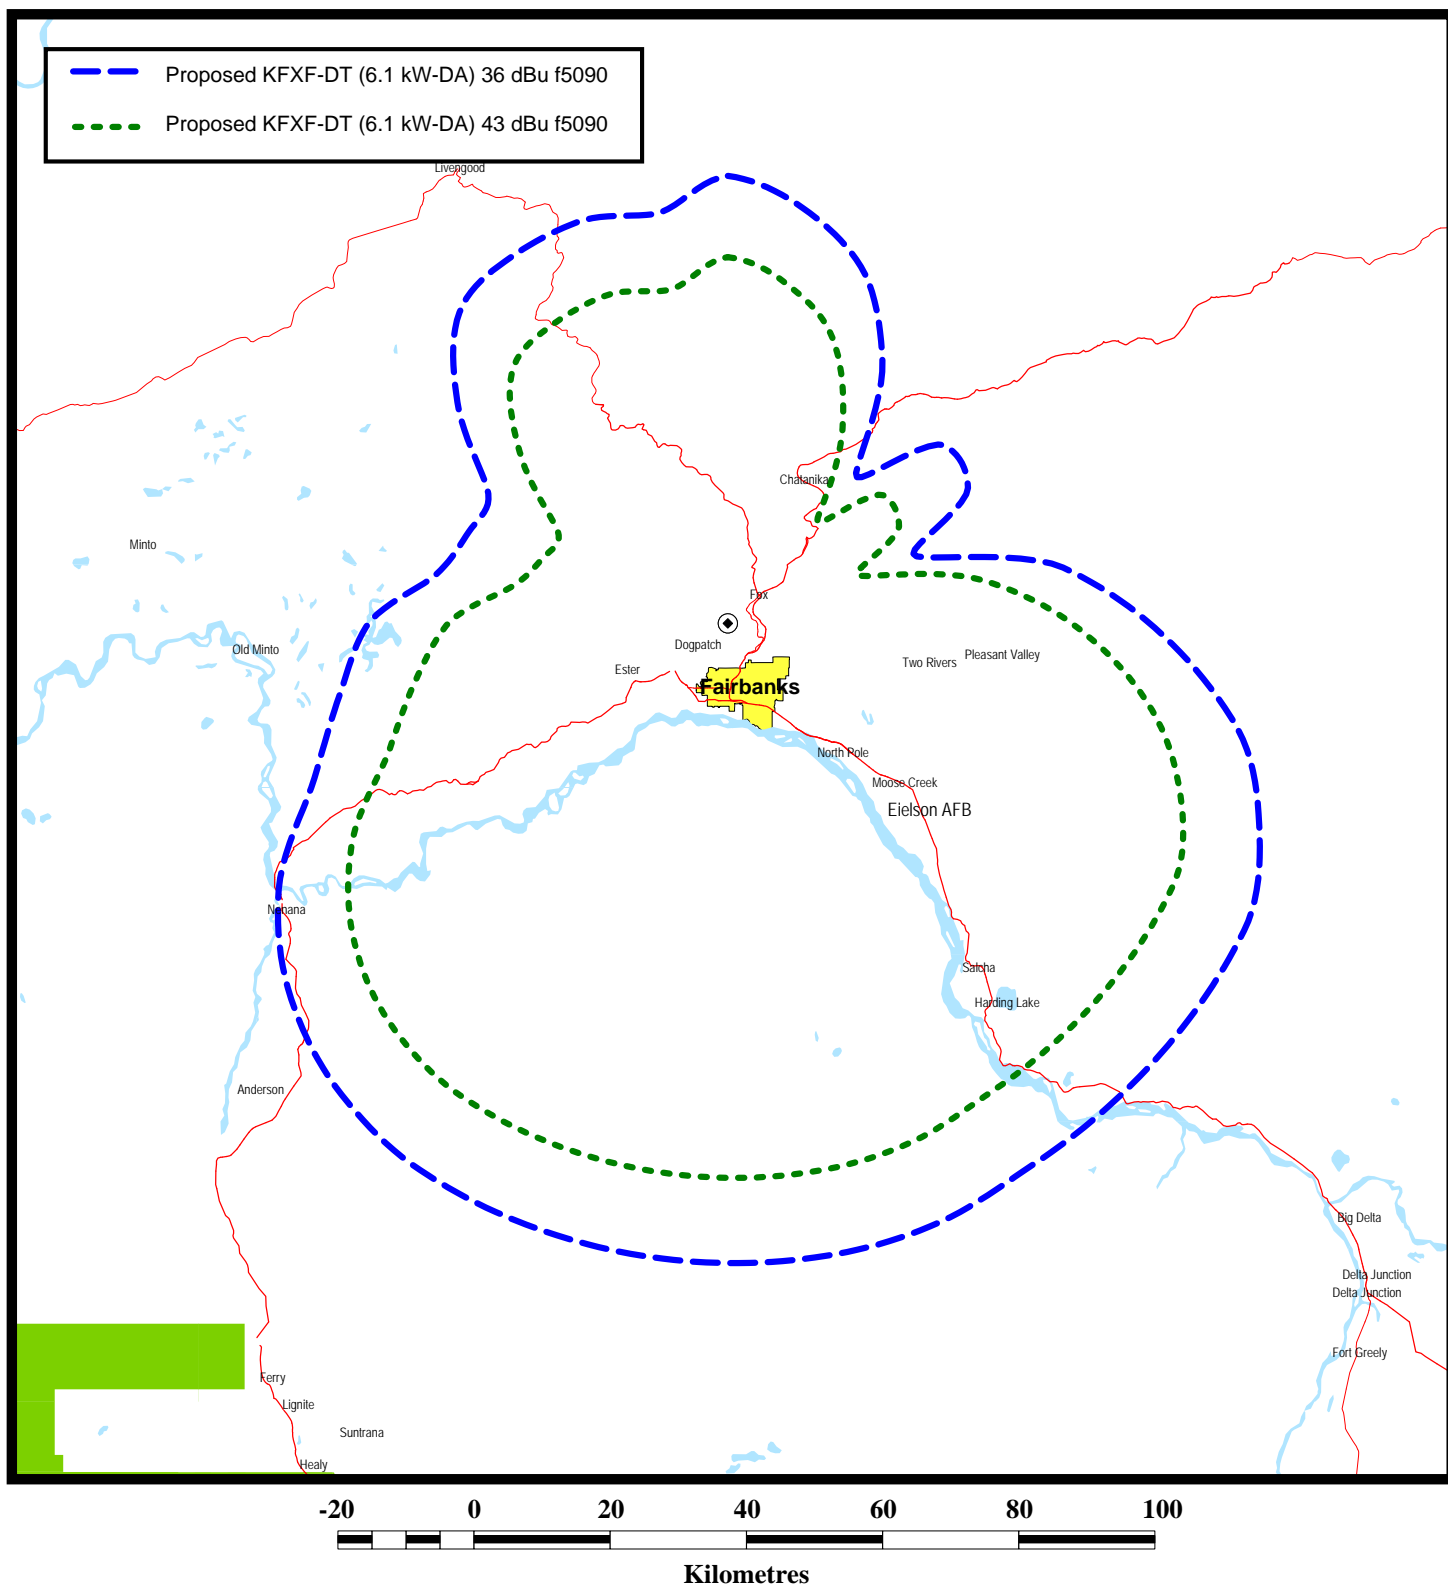 Proposed KFXF-DT (6.1 kW-DA) 36 dBu f5090
Proposed KFXF-DT (6.1 kW-DA) 43 dBu f5090
Livengood
Chatanika
Minto
Fox
Old Minto
Dogpatch
Pleasant Valley
Two Rivers
Ester
Fairbanks
North Pole
Moose Creek
Eielson AFB
Nenana
Salcha
Harding Lake
Anderson
Big Delta
Delta Junction
Delta Junction
Fort Greely
Ferry
Lignite
Suntrana
Healy
-20 0 20 40 60 80 100
Kilometres